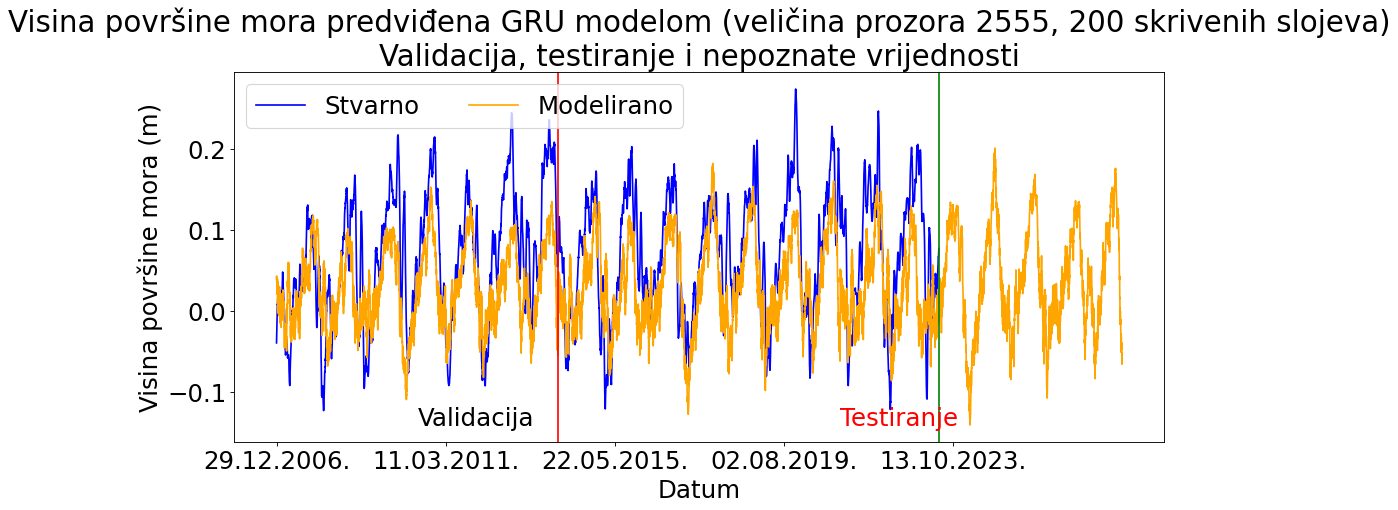 Visina površine mora predviđena GRU modelom (veličina prozora 2555, 200 skrivenih slojeva)
Validacija, testiranje i nepoznate vrijednosti
Stvarno
Modelirano
Visina površine mora (m)
0.2
0.1
0.0
−0.1
Validacija
Testiranje
29.12.2006.
11.03.2011.
22.05.2015.
02.08.2019.
13.10.2023.
Datum